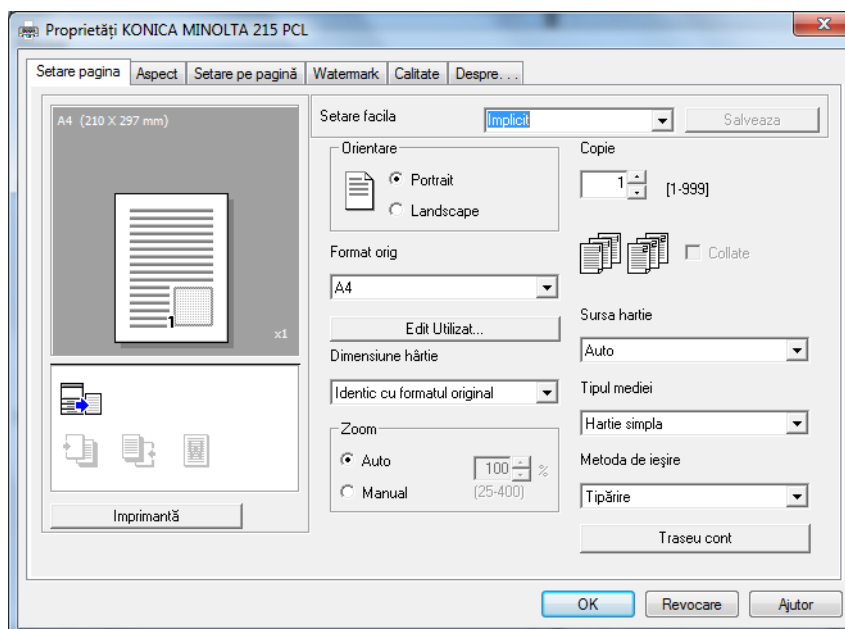 Proprietăți KONICA MINOLTA 215 PCL
Setare pagina Aspect Setare pe pagină Watermark Calitate Despre. . .
A4 (210 X 297 mm)
1
x1
Imprimantă
Setare facila Implicit Salveaza
Orientare
Portrait
Landscape
Format orig
A4
Edit Utilizat...
Dimensiune hârtie
Identic cu formatul original
Zoom
Auto 100 %
Manual (25-400)
Copie
1 [1-999]
Collate
Sursa hartie
Auto
Tipul mediei
Hartie simpla
Metoda de ieşire
Tipărire
Traseu cont
OK Revocare Ajutor